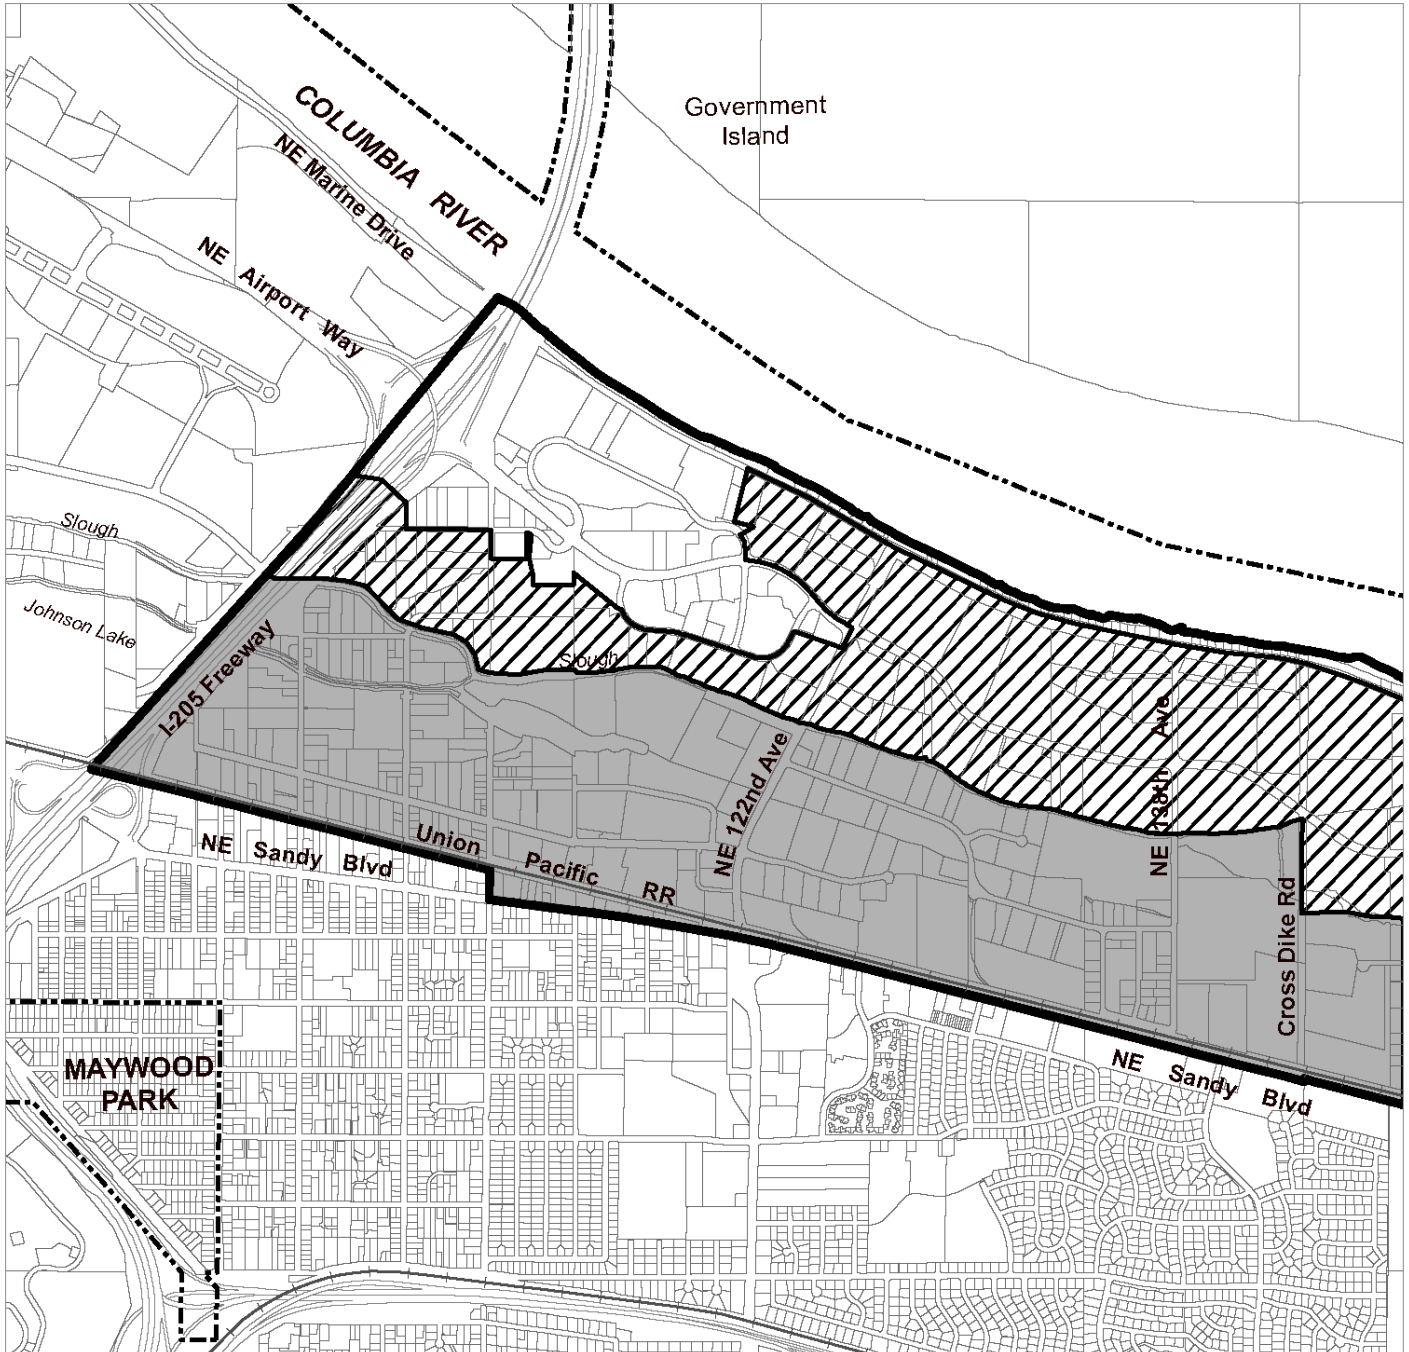 Government
Island
COLUMBIA RIVER
NE Marine Drive
NE Airport Way
Slough
Johnson Lake
I-205 Freeway
Slough
NE 138th Ave
NE 122nd Ave
NE Sandy Blvd
Union Pacific RR
Cross Dike Rd
MAYWOOD
PARK
NE Sandy Blvd